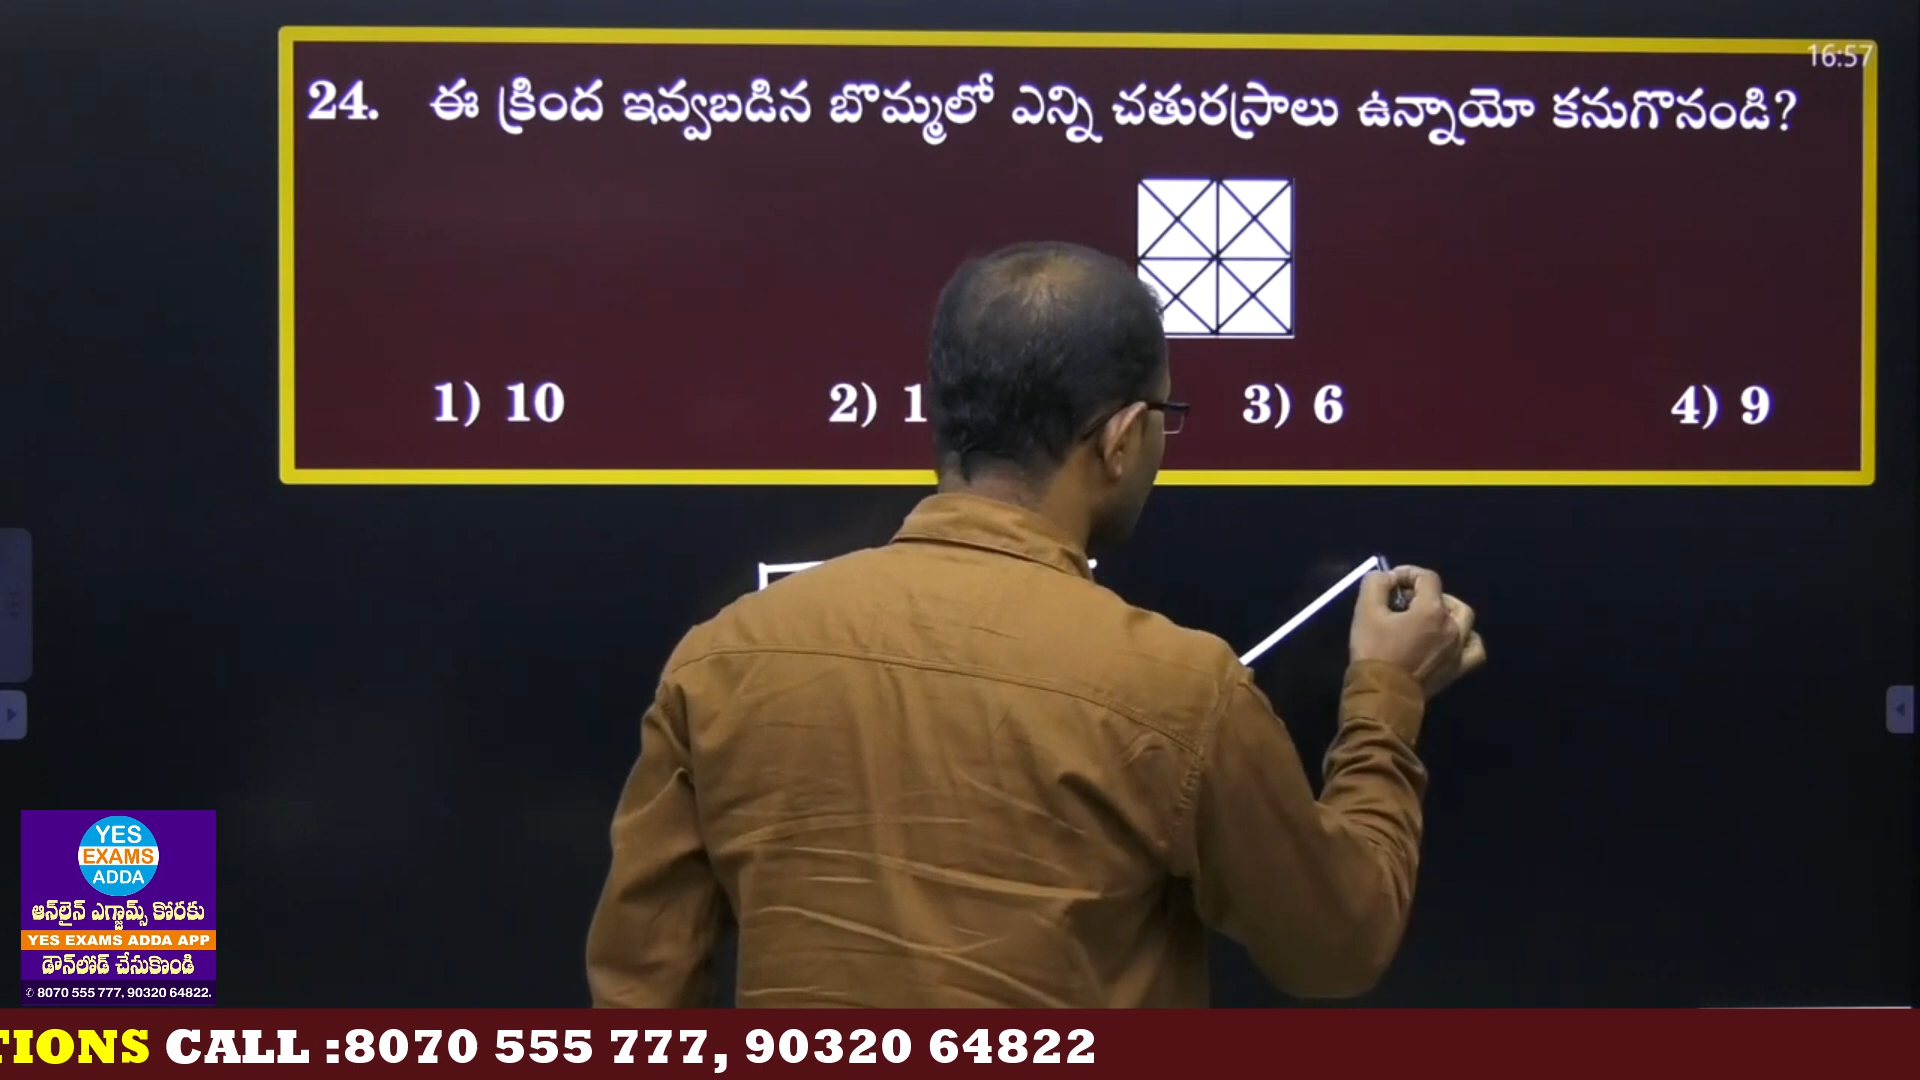 16:57
24. ఈ క్రింద ఇవ్వబడిన బొమ్మలో ఎన్ని చతురస్రాలు ఉన్నాయో కనుగొనండి?
1) 10 2) 1 3) 6 4) 9
YES
EXAMS
ADDA
ఆన్‌లైన్ ఎగ్జామ్స్ కోరకు
YES EXAMS ADDA APP
డౌన్‌లోడ్ చేసుకొండి
✆ 8070 555 777, 90320 64822.
TIONS CALL :8070 555 777, 90320 64822